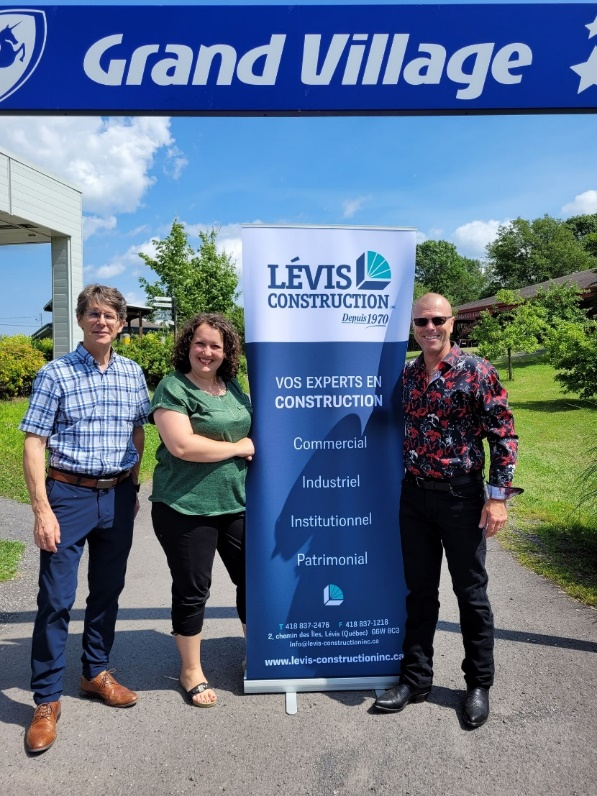 Grand Village
LÉVIS
CONSTRUCTION
Depuis 1970
VOS EXPERTS EN
CONSTRUCTION
Commercial
Industriel
Institutionnel
Patrimonial
T 418 837-2476 F 418 837-1218
2, chemin des Îles, Lévis (Québec) G6W 8C3
info@levis-constructioninc.ca
www.levis-constructioninc.ca